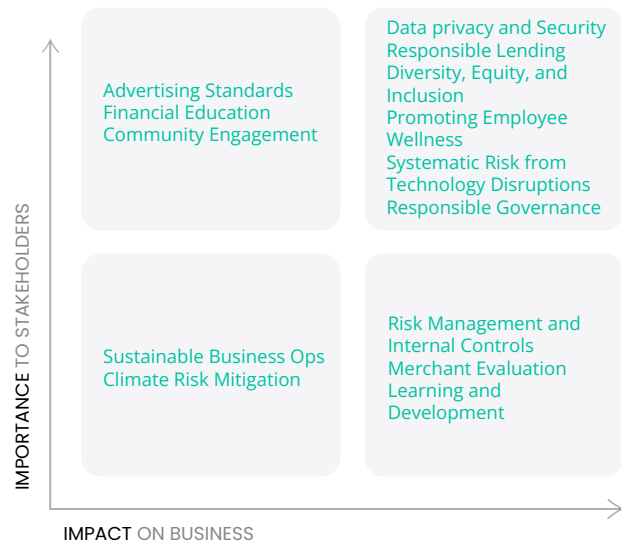 Data privacy and Security
Responsible Lending
Diversity, Equity, and
Inclusion
Promoting Employee
Wellness
Systematic Risk from
Technology Disruptions
Responsible Governance
Advertising Standards
Financial Education
Community Engagement
IMPORTANCE TO STAKEHOLDERS
Sustainable Business Ops
Climate Risk Mitigation
Risk Management and
Internal Controls
Merchant Evaluation
Learning and
Development
IMPACT ON BUSINESS